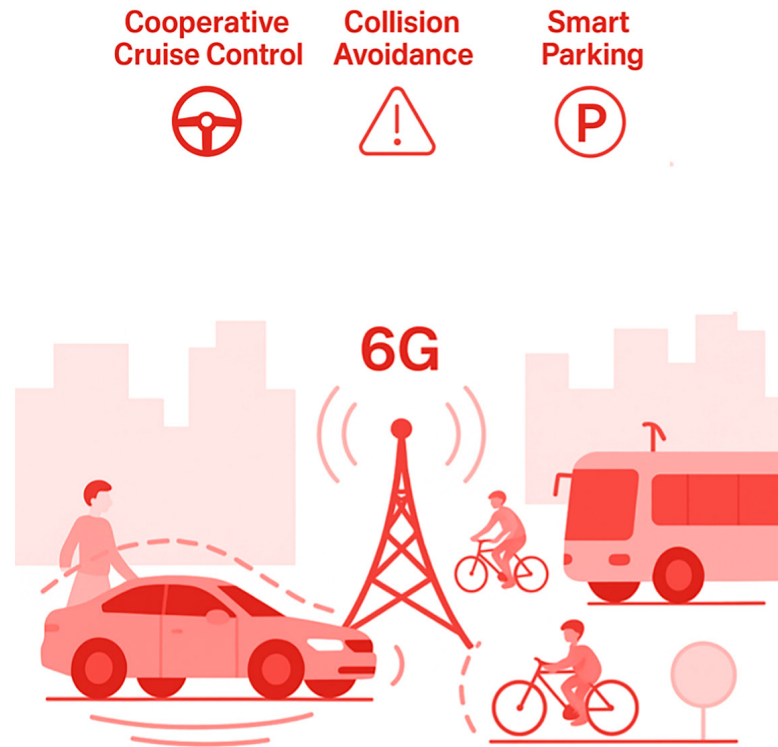 Cooperative
Cruise Control
Collision
Avoidance
Smart
Parking
P
6G